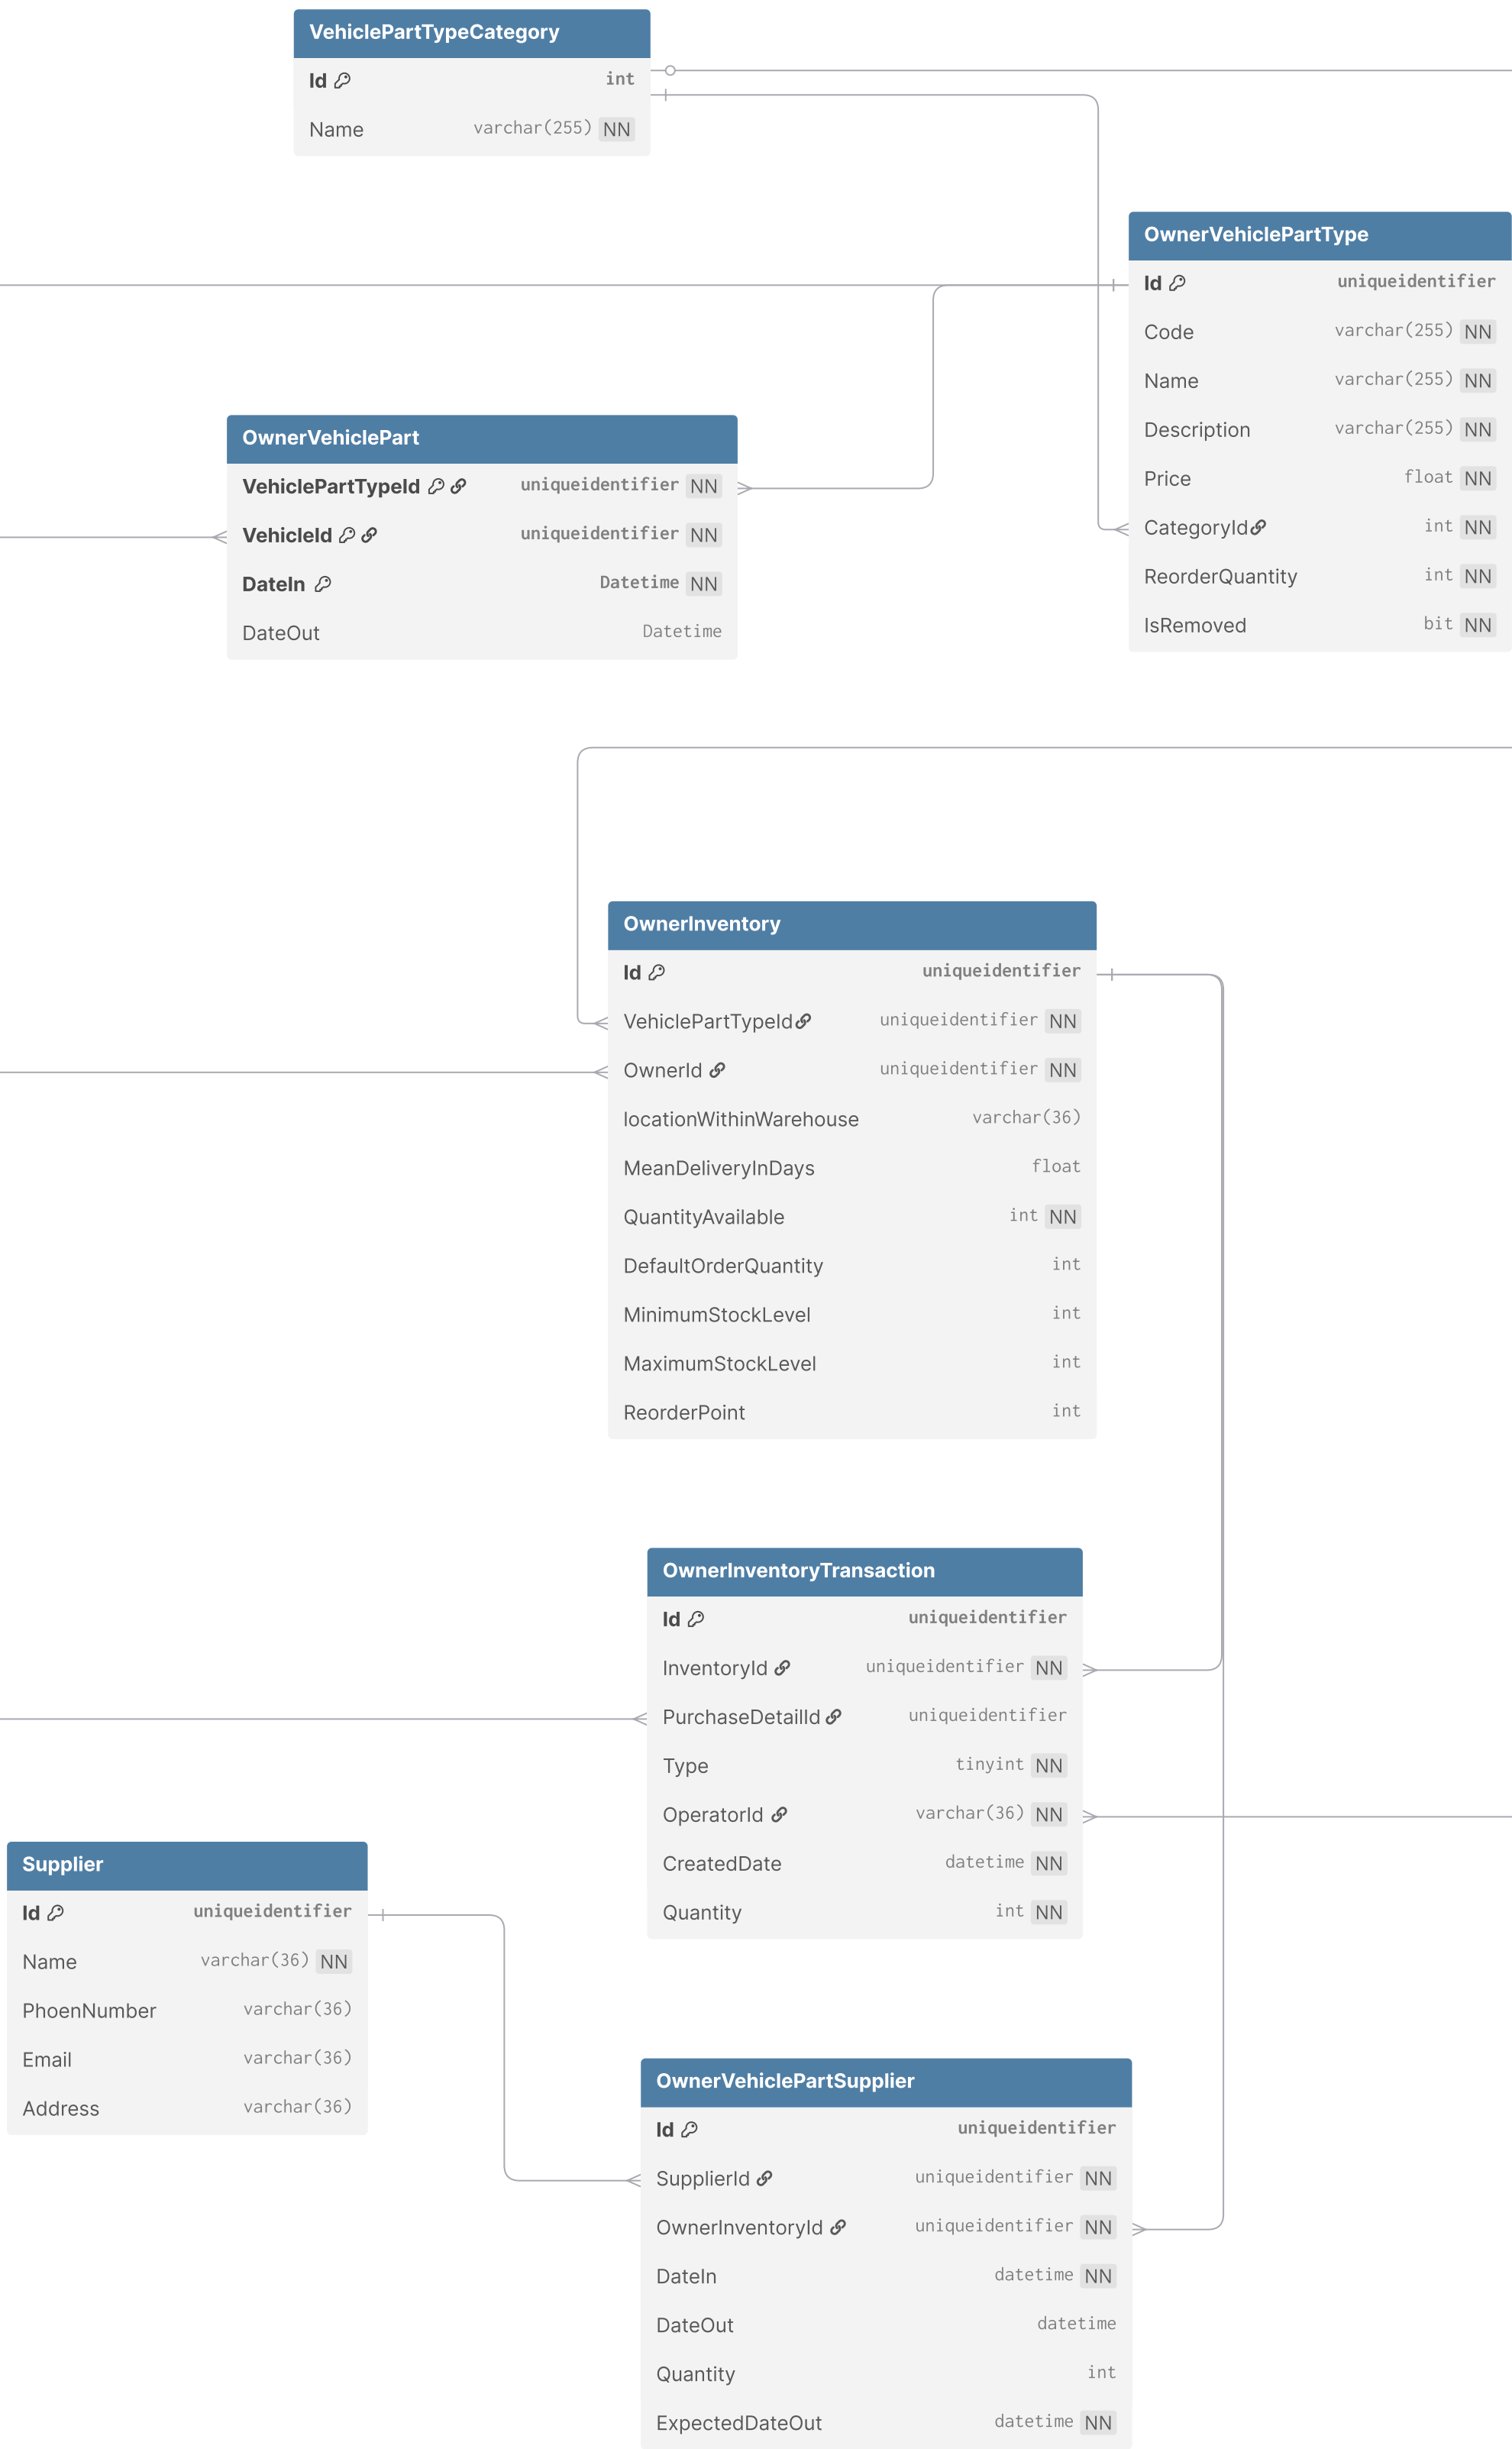 VehiclePartTypeCategory
Id int
Name varchar(255) NN
OwnerVehiclePartType
Id uniqueidentifier
Code varchar(255) NN
Name varchar(255) NN
Description varchar(255) NN
Price float NN
CategoryId int NN
ReorderQuantity int NN
IsRemoved bit NN
OwnerVehiclePart
VehiclePartTypeId uniqueidentifier NN
VehicleId uniqueidentifier NN
DateIn Datetime NN
DateOut Datetime
OwnerInventory
Id uniqueidentifier
VehiclePartTypeId uniqueidentifier NN
OwnerId uniqueidentifier NN
locationWithinWarehouse varchar(36)
MeanDeliveryInDays float
QuantityAvailable int NN
DefaultOrderQuantity int
MinimumStockLevel int
MaximumStockLevel int
ReorderPoint int
OwnerInventoryTransaction
Id uniqueidentifier
InventoryId uniqueidentifier NN
PurchaseDetailId uniqueidentifier
Type tinyint NN
OperatorId varchar(36) NN
CreatedDate datetime NN
Quantity int NN
Supplier
Id uniqueidentifier
Name varchar(36) NN
PhoenNumber varchar(36)
Email varchar(36)
Address varchar(36)
OwnerVehiclePartSupplier
Id uniqueidentifier
SupplierId uniqueidentifier NN
OwnerInventoryId uniqueidentifier NN
DateIn datetime NN
DateOut datetime
Quantity int
ExpectedDateOut datetime NN